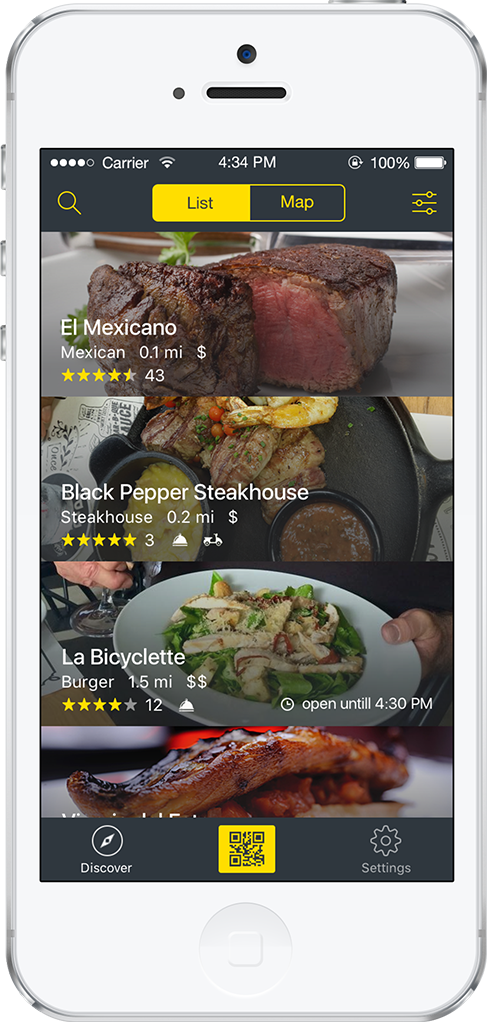 Carrier 4:34 PM 100%
List Map
El Mexicano
Mexican 0.1 mi $
43
Black Pepper Steakhouse
Steakhouse 0.2 mi $
3
La Bicyclette
Burger 1.5 mi $$
12 open untill 4:30 PM
Discover Settings